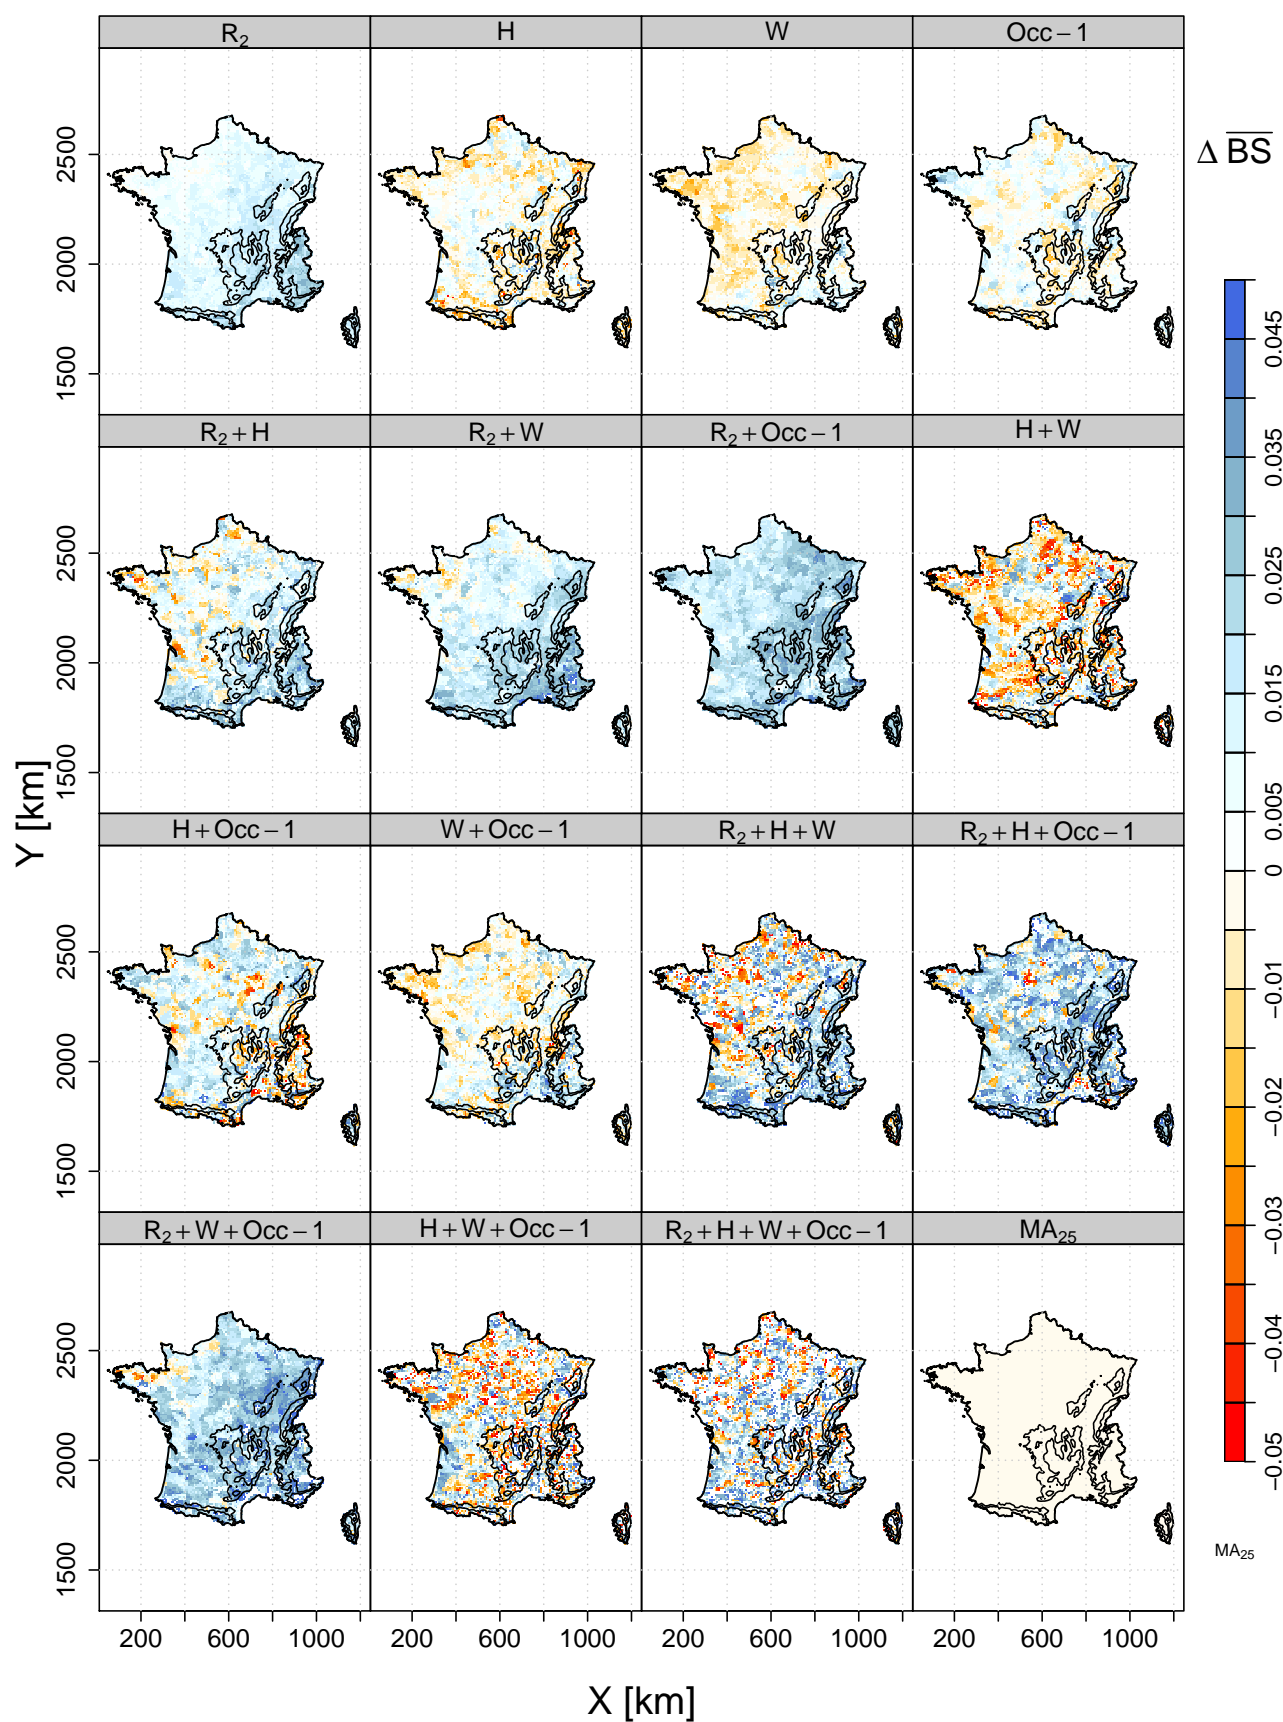 R₂ H W Occ – 1
Δ BS
2500
2000
1500
R₂ + H R₂ + W R₂ + Occ – 1 H + W
2500
2000
1500
H + Occ – 1 W + Occ – 1 R₂ + H + W R₂ + H + Occ – 1
2500
2000
1500
R₂ + W + Occ – 1 H + W + Occ – 1 R₂ + H + W + Occ – 1 MA₂₅
2500
2000
1500
200 600 1000 200 600 1000 200 600 1000 200 600 1000
X [km]
Y [km]
0.045
0.035
0.025
0.015
0.005
0
−0.01
−0.02
−0.03
−0.04
−0.05
MA₂₅